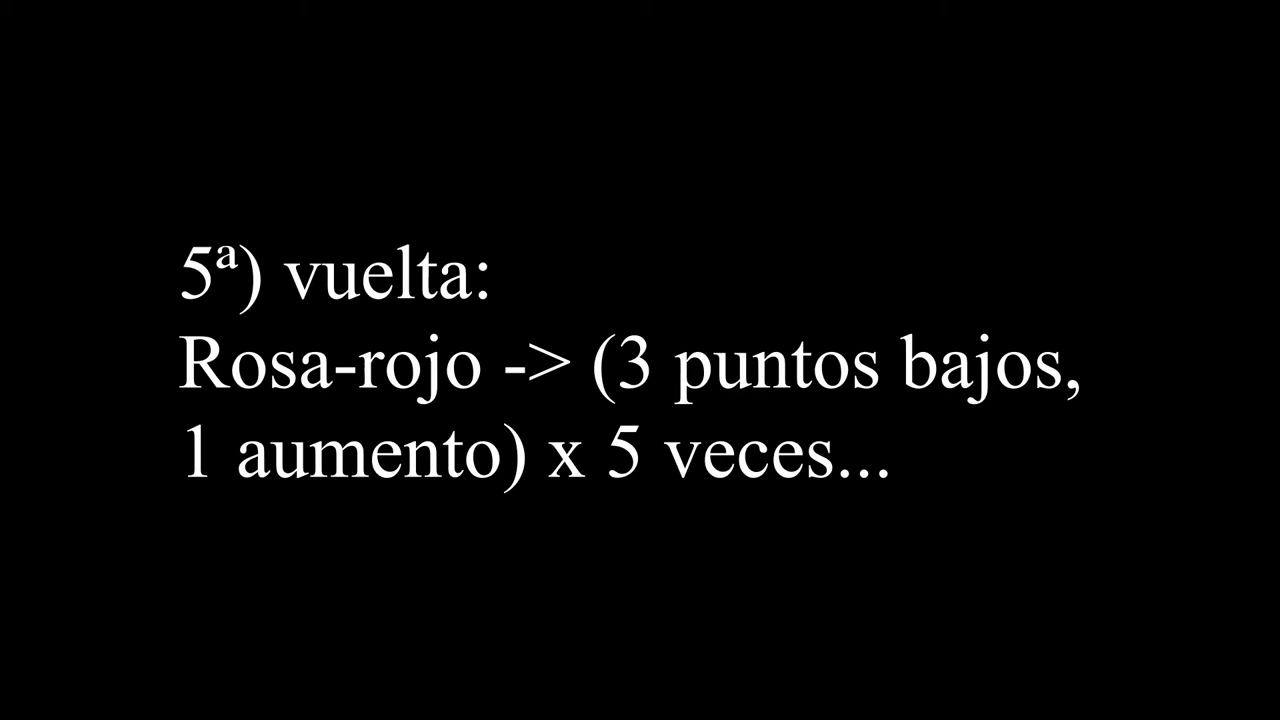 5ª) vuelta:
Rosa-rojo -> (3 puntos bajos,
1 aumento) x 5 veces...